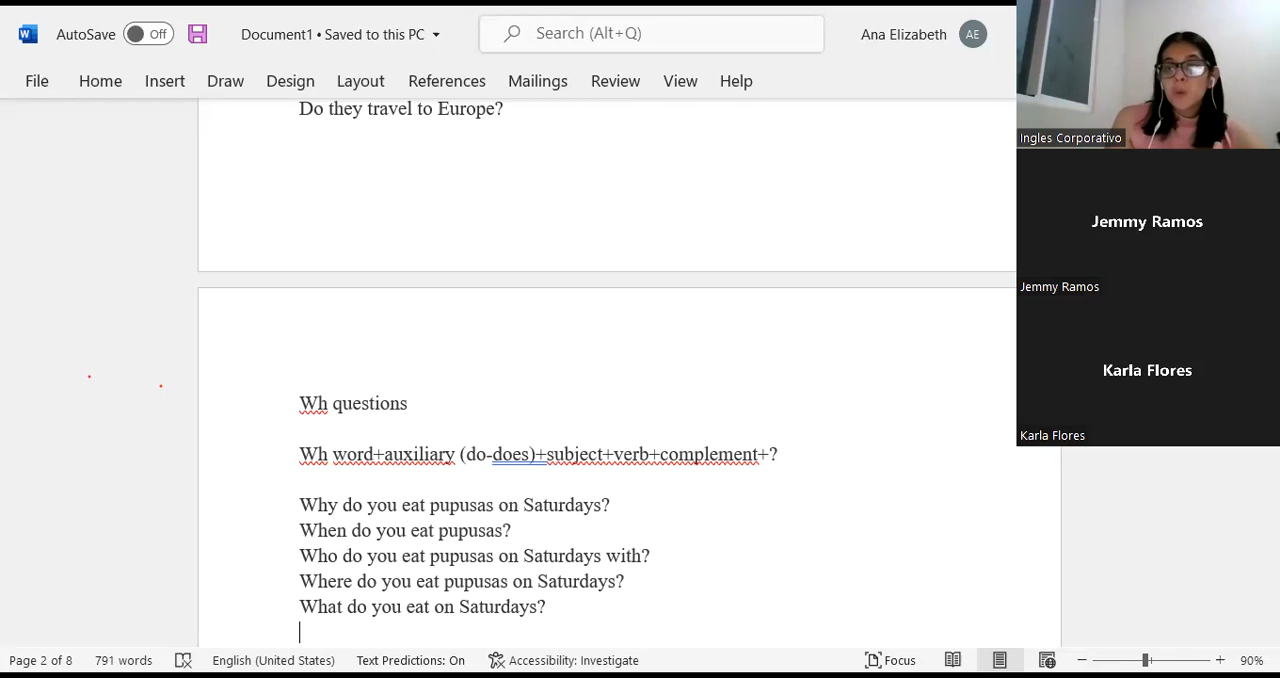 AutoSave Off Document1 • Saved to this PC Search (Alt+Q) Ana Elizabeth AE
File Home Insert Draw Design Layout References Mailings Review View Help
Do they travel to Europe?
Wh questions
Wh word+auxiliary (do-does)+subject+verb+complement+?
Why do you eat pupusas on Saturdays?
When do you eat pupusas?
Who do you eat pupusas on Saturdays with?
Where do you eat pupusas on Saturdays?
What do you eat on Saturdays?
Page 2 of 8 791 words English (United States) Text Predictions: On Accessibility: Investigate Focus 90%
Ingles Corporativo
Jemmy Ramos
Jemmy Ramos
Karla Flores
Karla Flores